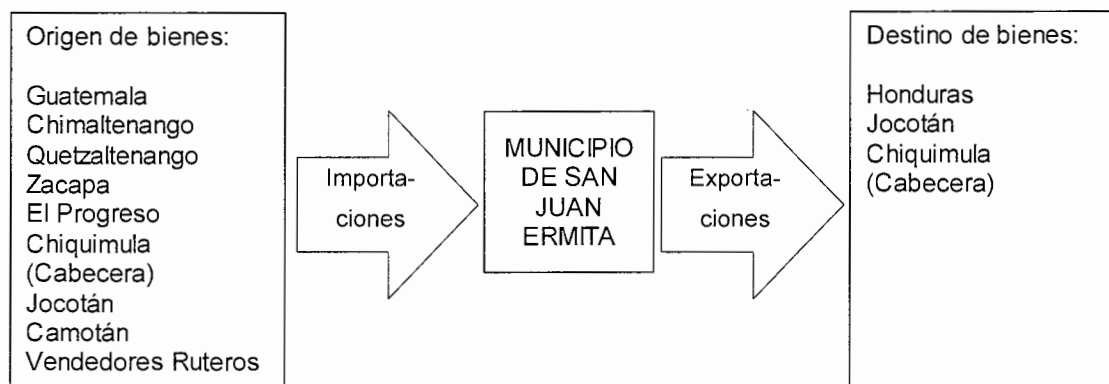 Origen de bienes:
Guatemala
Chimaltenango
Quetzaltenango
Zacapa
El Progreso
Chiquimula
(Cabecera)
Jocotán
Camotán
Vendedores Ruteros
Importa-
ciones
MUNICIPIO
DE SAN
JUAN
ERMITA
Exporta-
ciones
Destino de bienes:
Honduras
Jocotán
Chiquimula
(Cabecera)